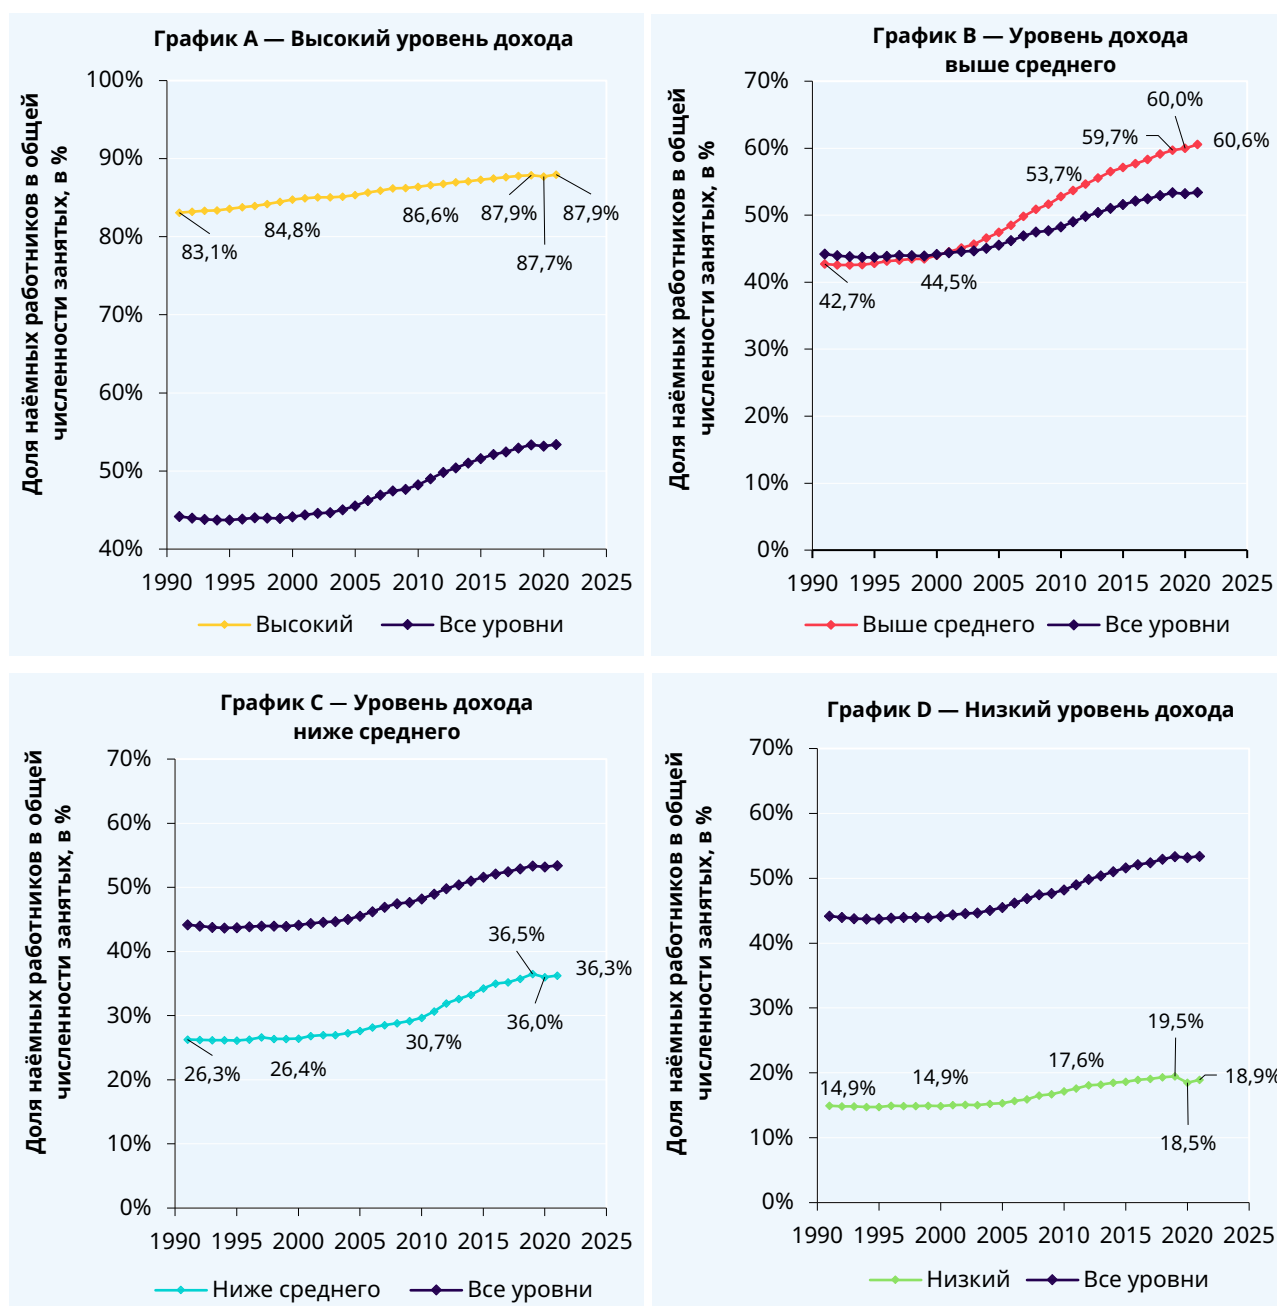 График A — Высокий уровень дохода
Доля наёмных работников в общей
численности занятых, в %
100%
90%
80%
70%
60%
50%
40%
83,1%
84,8%
86,6%
87,9%
87,7%
87,9%
1990 1995 2000 2005 2010 2015 2020 2025
Высокий Все уровни
График B — Уровень дохода
выше среднего
Доля наёмных работников в общей
численности занятых, в %
70%
60%
50%
40%
30%
20%
10%
0%
42,7%
44,5%
53,7%
59,7%
60,0%
60,6%
1990 1995 2000 2005 2010 2015 2020 2025
Выше среднего Все уровни
График C — Уровень дохода
ниже среднего
Доля наёмных работников в общей
численности занятых, в %
70%
60%
50%
40%
30%
20%
10%
0%
26,3%
26,4%
30,7%
36,5%
36,0%
36,3%
1990 1995 2000 2005 2010 2015 2020 2025
Ниже среднего Все уровни
График D — Низкий уровень дохода
Доля наёмных работников в общей
численности занятых, в %
70%
60%
50%
40%
30%
20%
10%
0%
14,9%
14,9%
17,6%
19,5%
18,5%
18,9%
1990 1995 2000 2005 2010 2015 2020 2025
Низкий Все уровни